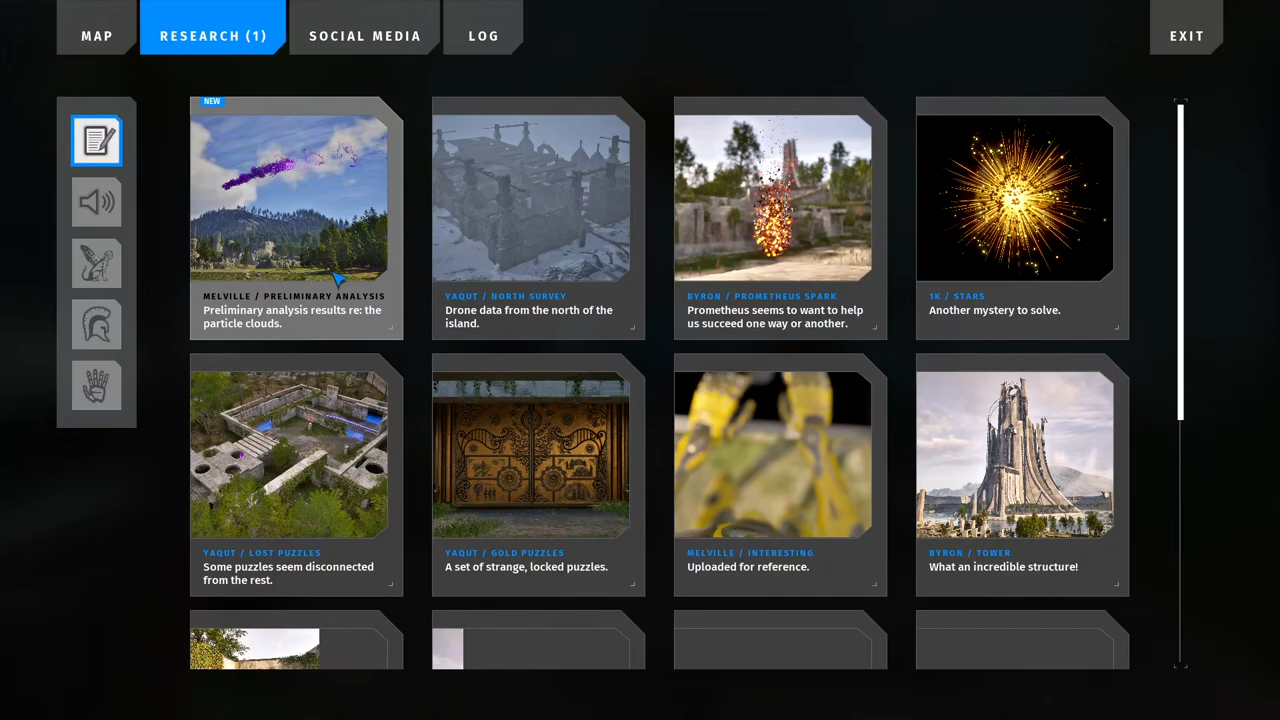 MAP
RESEARCH (1)
SOCIAL MEDIA
LOG
EXIT
NEW
MELVILLE / PRELIMINARY ANALYSIS
Preliminary analysis results re: the
particle clouds.
YAQUT / NORTH SURVEY
Drone data from the north of the
island.
BYRON / PROMETHEUS SPARK
Prometheus seems to want to help
us succeed one way or another.
1K / STARS
Another mystery to solve.
YAQUT / LOST PUZZLES
Some puzzles seem disconnected
from the rest.
YAQUT / GOLD PUZZLES
A set of strange, locked puzzles.
MELVILLE / INTERESTING
Uploaded for reference.
BYRON / TOWER
What an incredible structure!